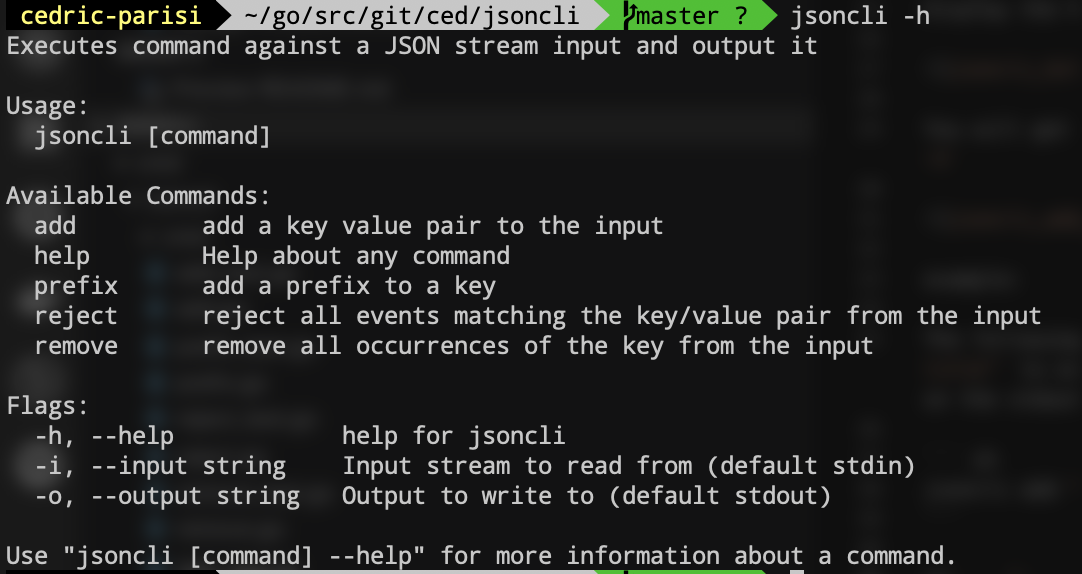 cedric-parisi ~/go/src/git/ced/jsoncli master ? jsoncli -h
Executes command against a JSON stream input and output it
Usage:
  jsoncli [command]
Available Commands:
  add         add a key value pair to the input
  help        Help about any command
  prefix      add a prefix to a key
  reject      reject all events matching the key/value pair from the input
  remove      remove all occurrences of the key from the input
Flags:
  -h, --help            help for jsoncli
  -i, --input string    Input stream to read from (default stdin)
  -o, --output string   Output to write to (default stdout)
Use "jsoncli [command] --help" for more information about a command.